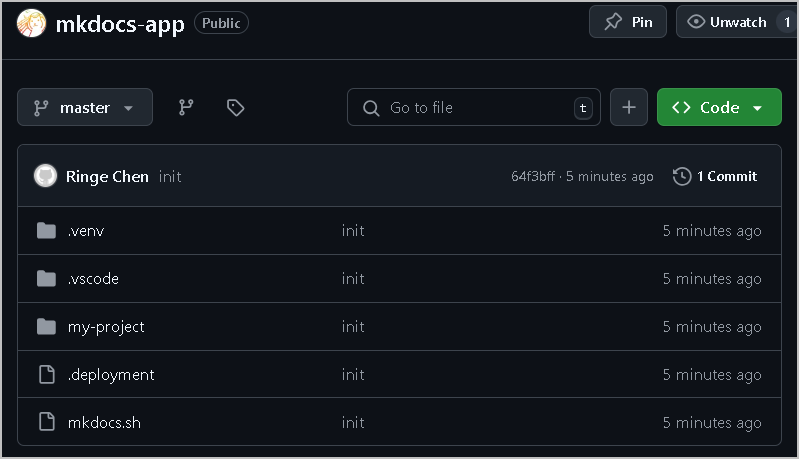 mkdocs-app Public Pin Unwatch 1
master Go to file t + Code
Ringe Chen init 64f3bff · 5 minutes ago 1 Commit
.venv init 5 minutes ago
.vscode init 5 minutes ago
my-project init 5 minutes ago
.deployment init 5 minutes ago
mkdocs.sh init 5 minutes ago